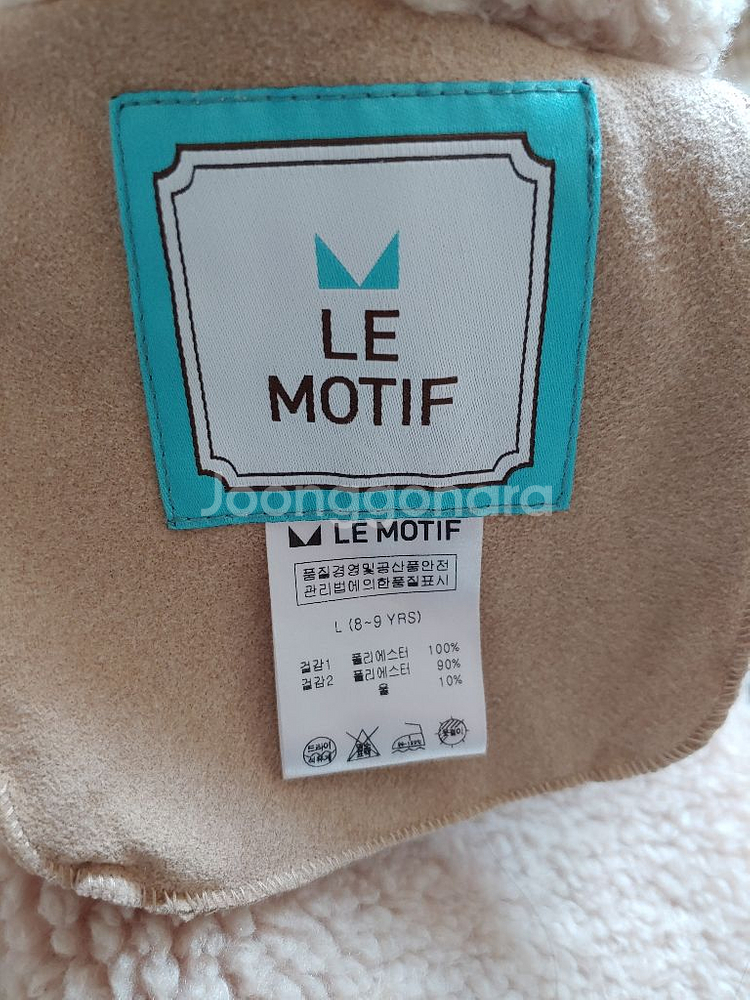 LE
MOTIF
Joonggonara
LE MOTIF
품질경영및공산품안전
관리법에의한품질표시
L (8~9 YRS)
겉감1 폴리에스터 100%
겉감2 폴리에스터 90%
울 10%